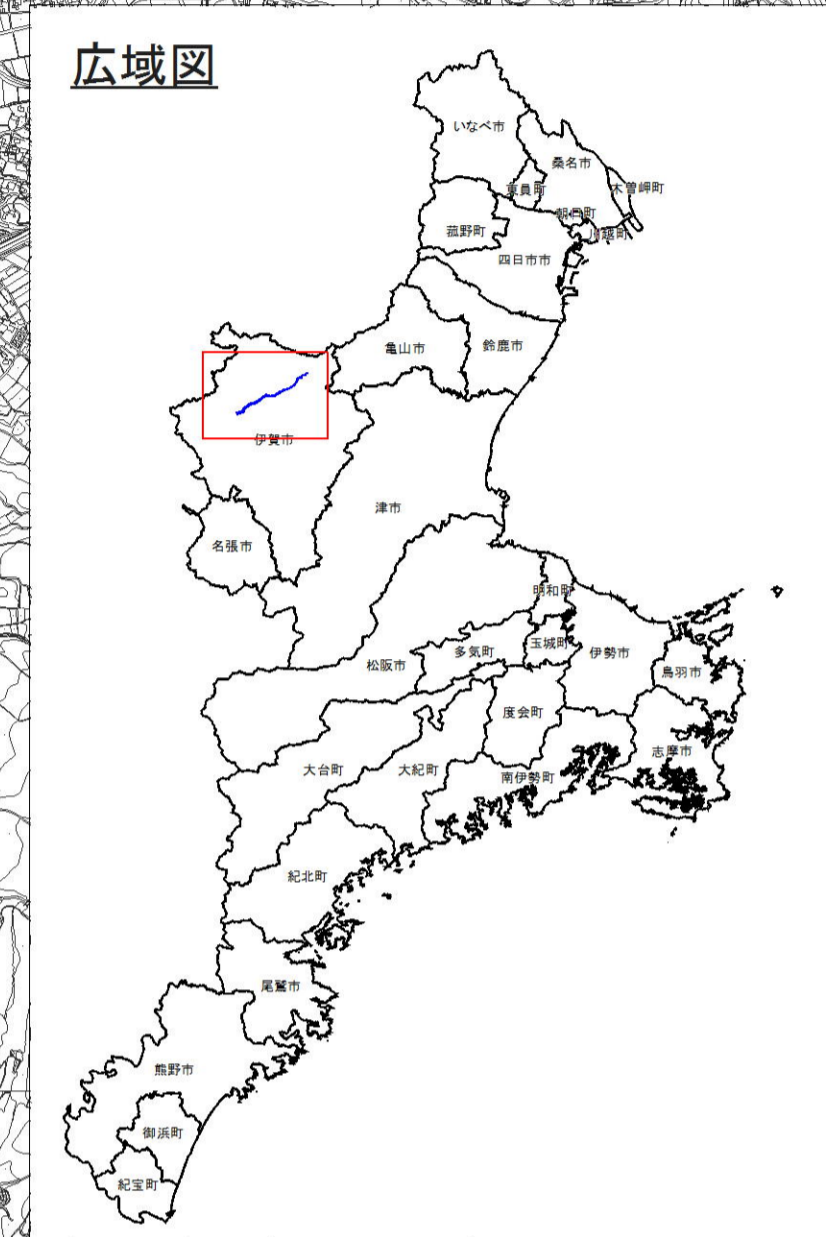 広域図
いなべ市
桑名市
東員町
木曽岬町
朝日町
菰野町
川越町
四日市市
亀山市
鈴鹿市
伊賀市
津市
名張市
明和町
玉城町
多気町
伊勢市
松阪市
鳥羽市
度会町
志摩市
大台町
大紀町
南伊勢町
紀北町
尾鷲市
熊野市
御浜町
紀宝町